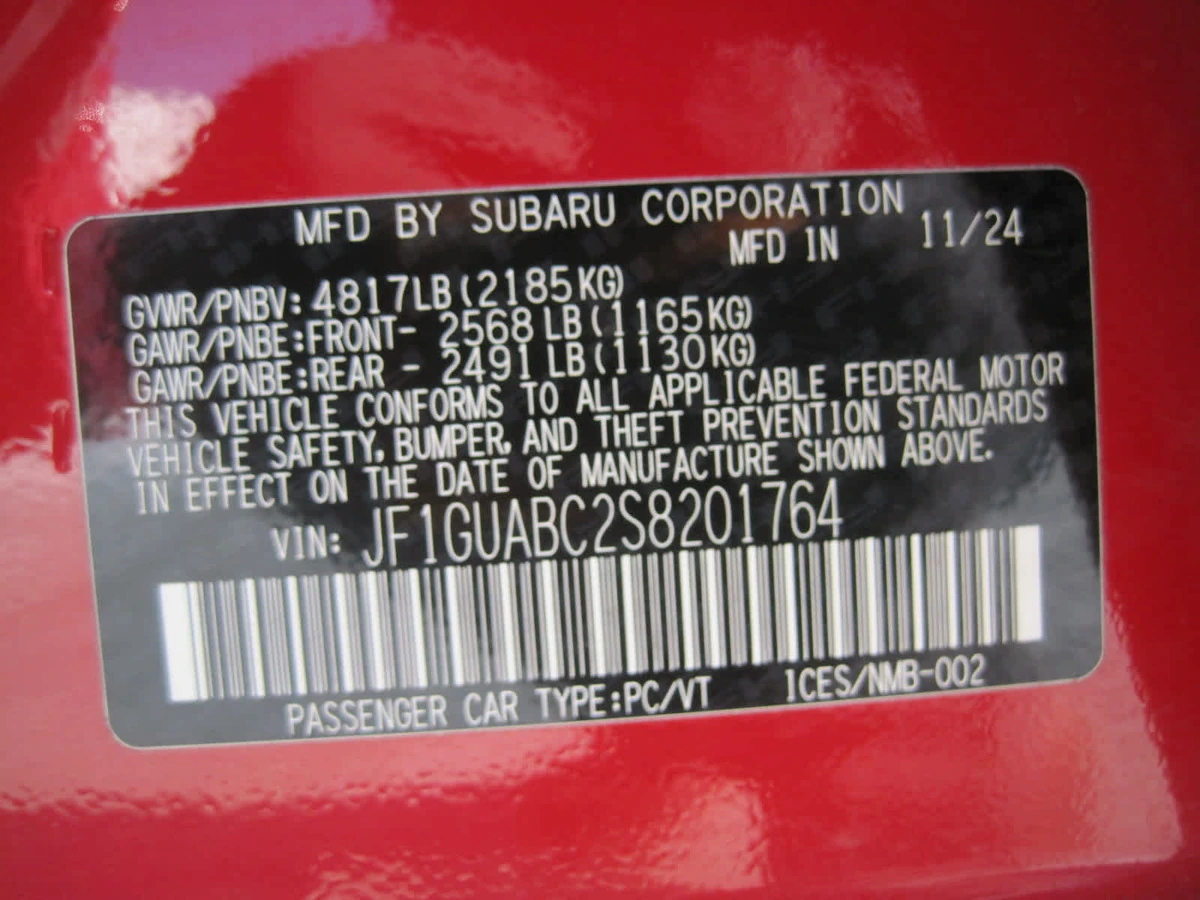 MFD BY SUBARU CORPORATION
MFD IN 11/24
GVWR/PNBV: 4817LB(2185KG)
GAWR/PNBE:FRONT- 2568 LB(1165KG)
GAWR/PNBE:REAR - 2491 LB(1130KG)
THIS VEHICLE CONFORMS TO ALL APPLICABLE FEDERAL MOTOR
VEHICLE SAFETY, BUMPER, AND THEFT PREVENTION STANDARDS
IN EFFECT ON THE DATE OF MANUFACTURE SHOWN ABOVE.
VIN: JF1GUABC2S8201764
PASSENGER CAR TYPE:PC/VT ICES/NMB-002